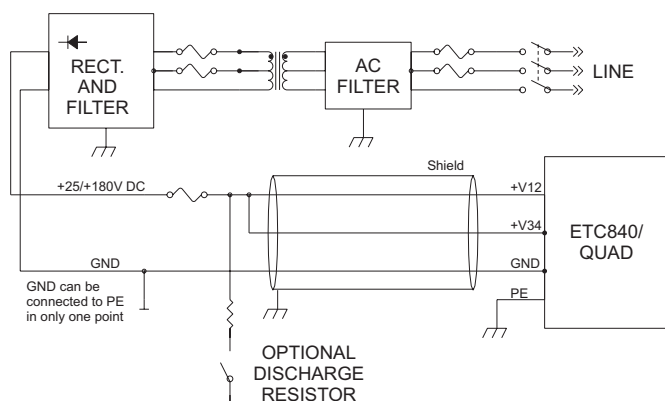 RECT.
AND
FILTER
AC
FILTER
LINE
+25/+180V DC
Shield
+V12
+V34
GND
GND
PE
ETC840/
QUAD
GND can be
connected to PE
in only one point
OPTIONAL
DISCHARGE
RESISTOR